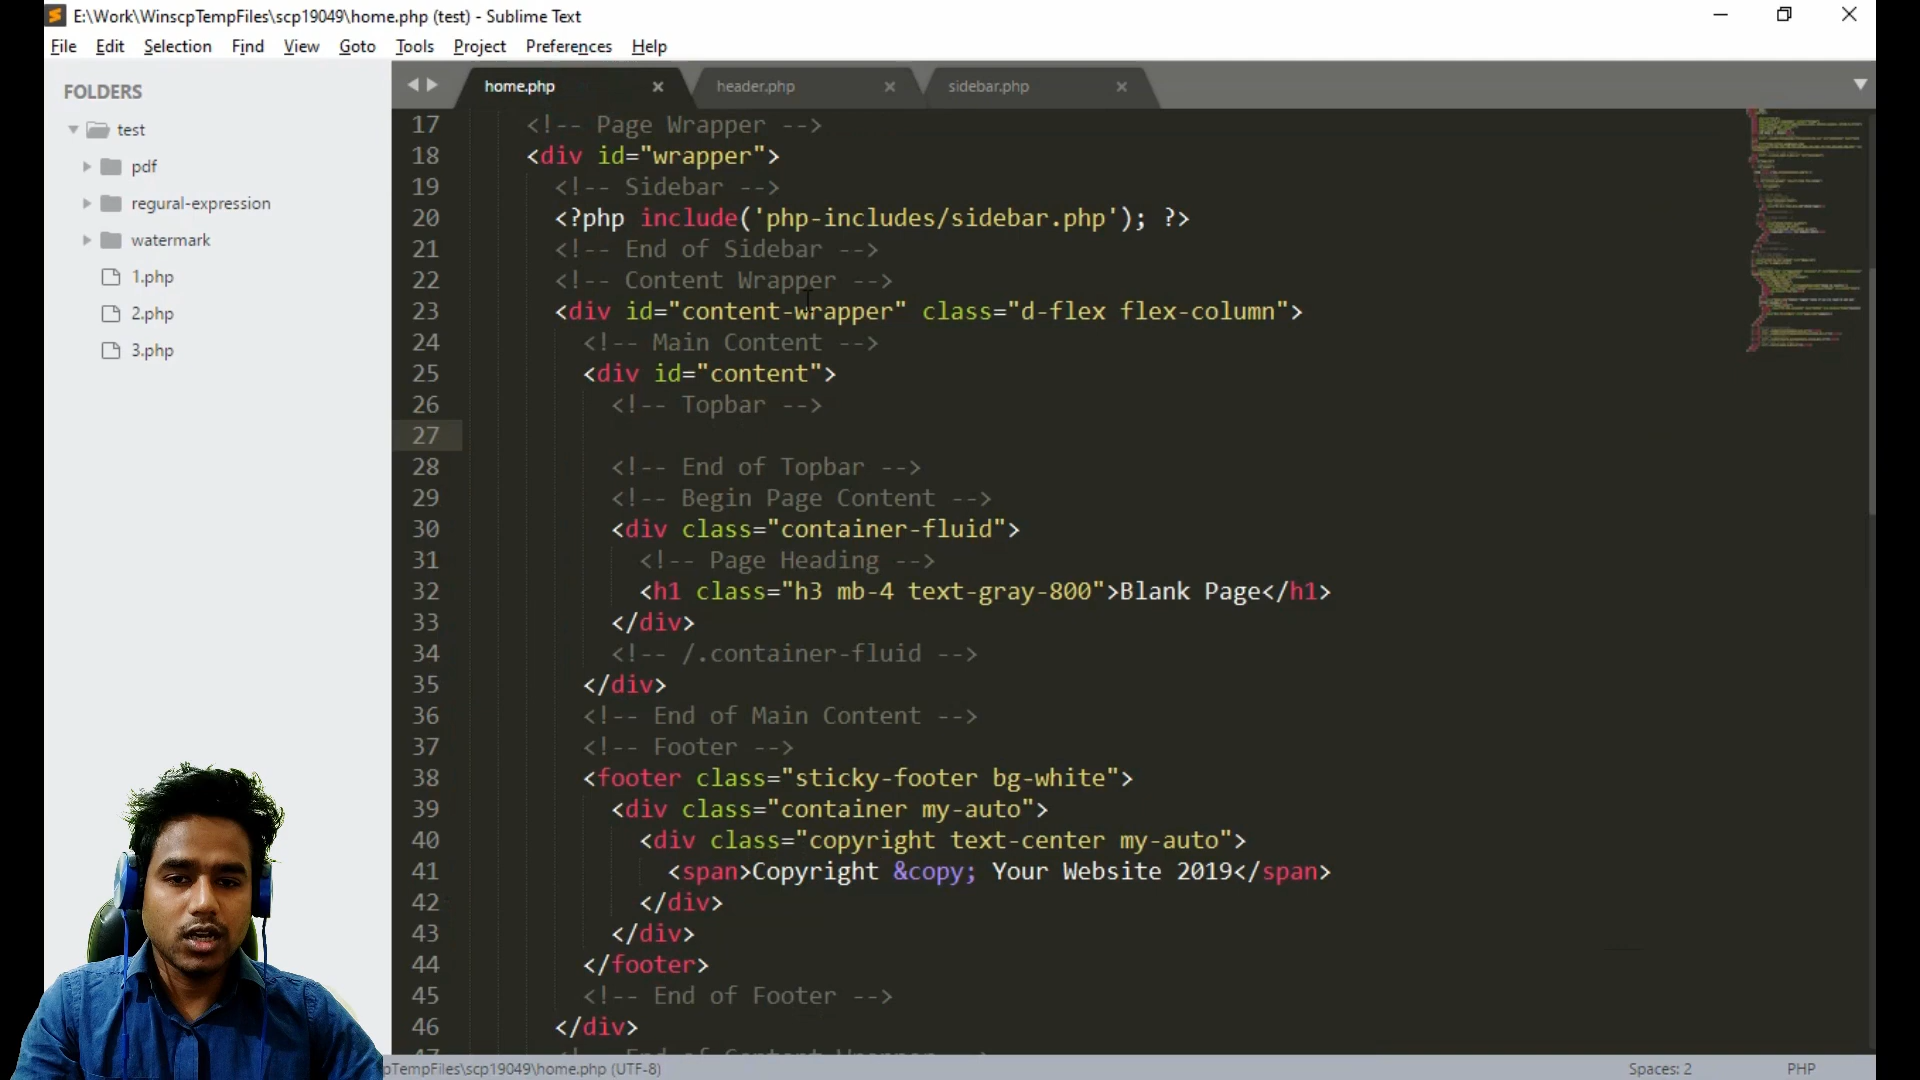 E:\Work\WinscpTempFiles\scp19049\home.php (test) - Sublime Text
File Edit Selection Find View Goto Tools Project Preferences Help
FOLDERS
test
pdf
regural-expression
watermark
1.php
2.php
3.php
home.php header.php sidebar.php
17 <!-- Page Wrapper -->
18 <div id="wrapper">
19 <!-- Sidebar -->
20 <?php include('php-includes/sidebar.php'); ?>
21 <!-- End of Sidebar -->
22 <!-- Content Wrapper -->
23 <div id="content-wrapper" class="d-flex flex-column">
24 <!-- Main Content -->
25 <div id="content">
26 <!-- Topbar -->
27
28 <!-- End of Topbar -->
29 <!-- Begin Page Content -->
30 <div class="container-fluid">
31 <!-- Page Heading -->
32 <h1 class="h3 mb-4 text-gray-800">Blank Page</h1>
33 </div>
34 <!-- /.container-fluid -->
35 </div>
36 <!-- End of Main Content -->
37 <!-- Footer -->
38 <footer class="sticky-footer bg-white">
39 <div class="container my-auto">
40 <div class="copyright text-center my-auto">
41 <span>Copyright &copy; Your Website 2019</span>
42 </div>
43 </div>
44 </footer>
45 <!-- End of Footer -->
46 </div>
47 <!-- End of Content Wrapper -->
pTempFiles\scp19049\home.php (UTF-8) Spaces: 2 PHP